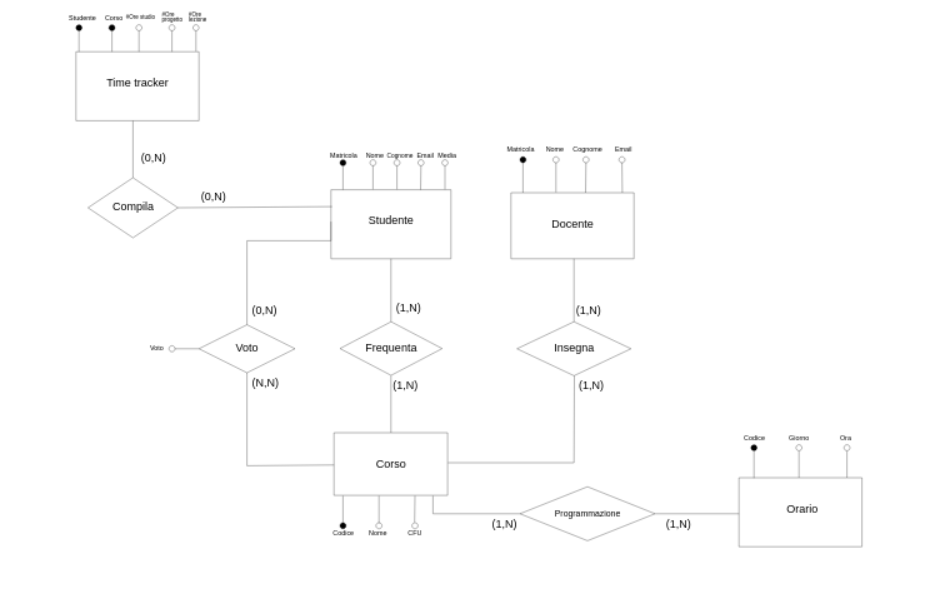 Studente Corso #Ore studio #Ore progetto #Ore lezione
Time tracker
(0,N)
Compila
(0,N)
Matricola Nome Cognome Email Media
Studente
Matricola Nome Cognome Email
Docente
(0,N)
(1,N)
(1,N)
Voto
Voto
Frequenta
Insegna
(N,N)
(1,N)
(1,N)
Corso
Codice Nome CFU
Codice Giorno Ora
Orario
Programmazione
(1,N)
(1,N)